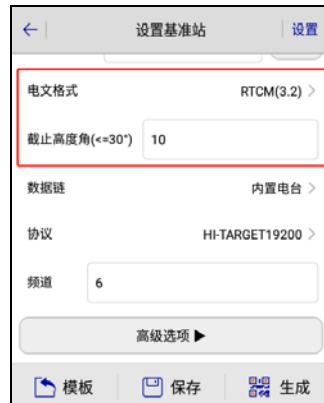 设置基准站 设置
电文格式 RTCM(3.2)
截止高度角(<=30°) 10
数据链 内置电台
协议 HI-TARGET19200
频道 6
高级选项▶
模板 保存 生成